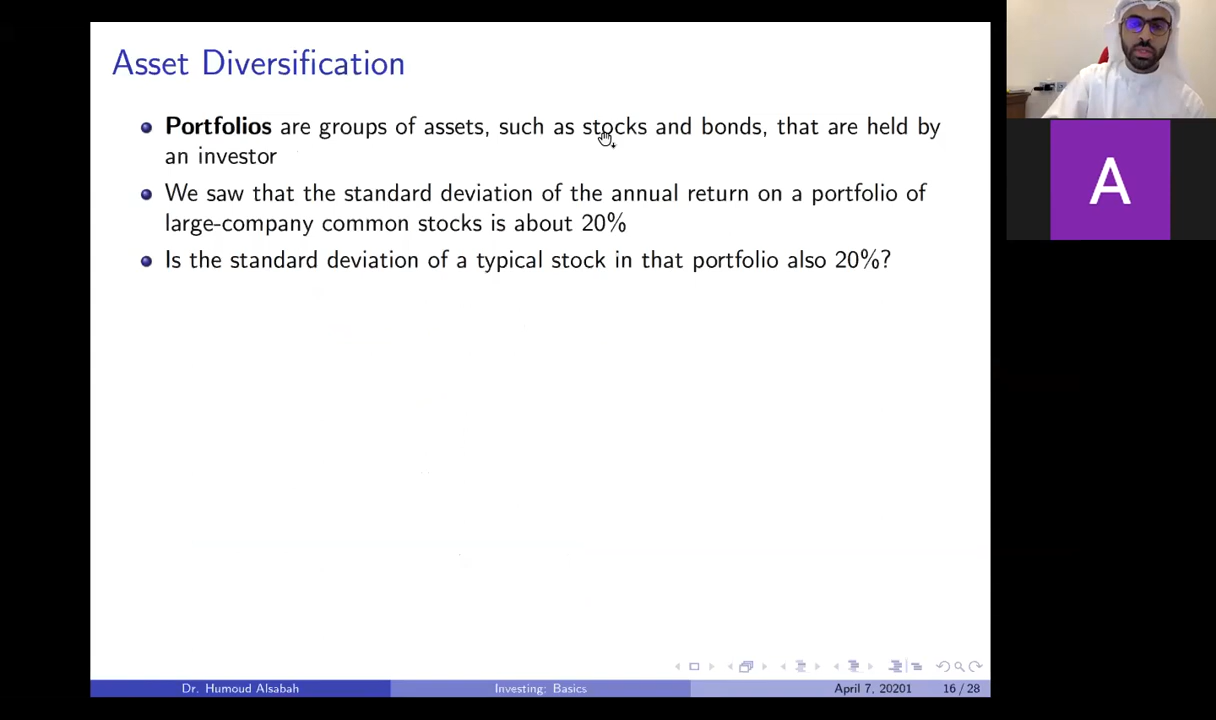 Asset Diversification
Portfolios are groups of assets, such as stocks and bonds, that are held by
an investor
We saw that the standard deviation of the annual return on a portfolio of
large-company common stocks is about 20%
Is the standard deviation of a typical stock in that portfolio also 20%?
A
Dr. Humoud Alsabah
Investing: Basics
April 7, 20201
16 / 28